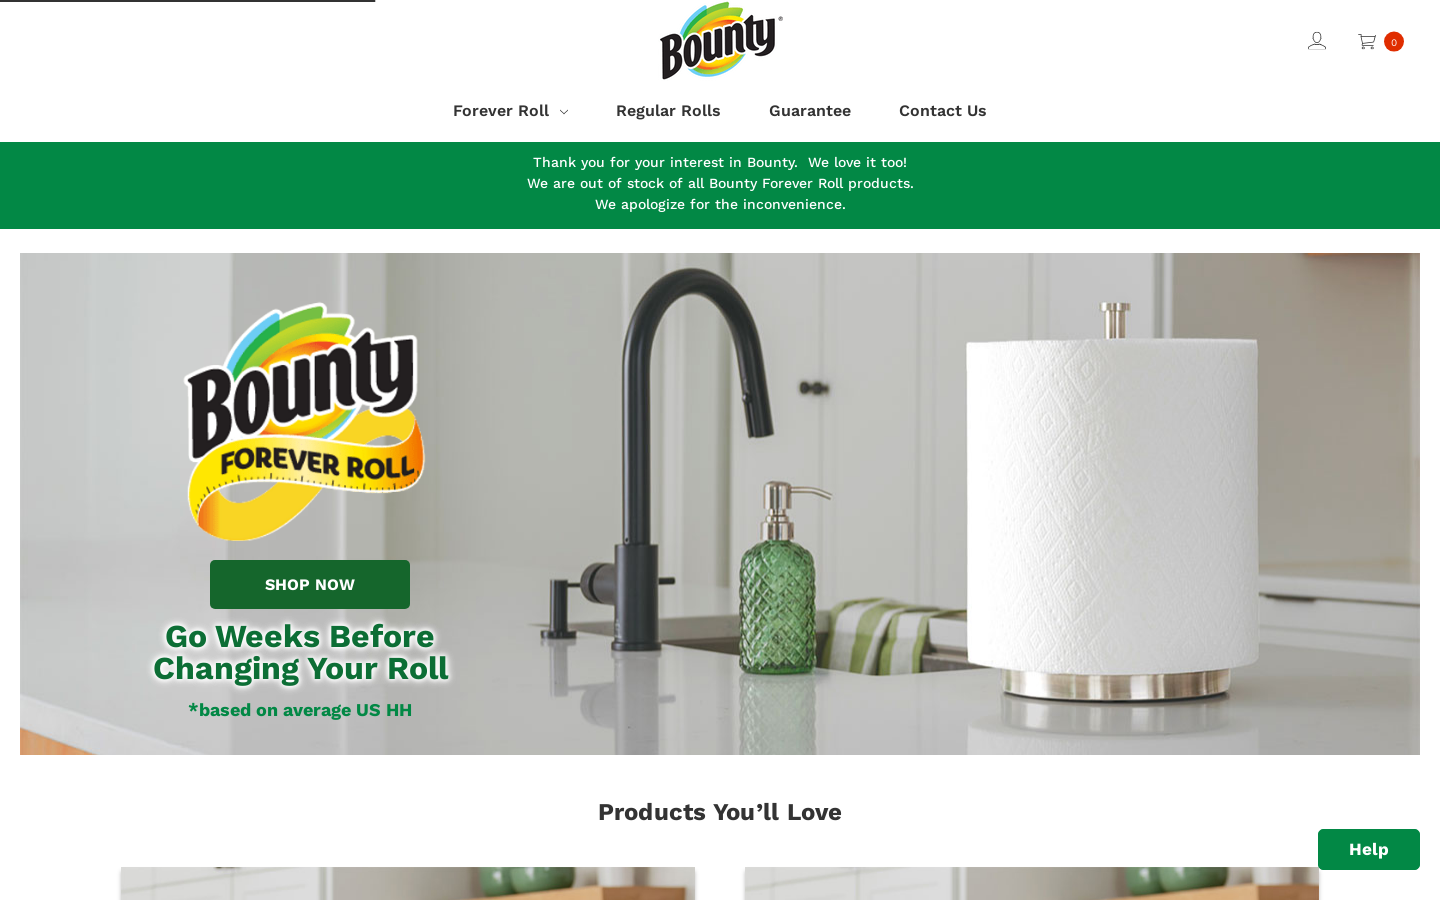 Bounty®
0
Forever Roll
Regular Rolls
Guarantee
Contact Us
Thank you for your interest in Bounty.  We love it too!
We are out of stock of all Bounty Forever Roll products.
We apologize for the inconvenience.
Bounty
FOREVER ROLL
SHOP NOW
Go Weeks Before
Changing Your Roll
*based on average US HH
Products You’ll Love
Help